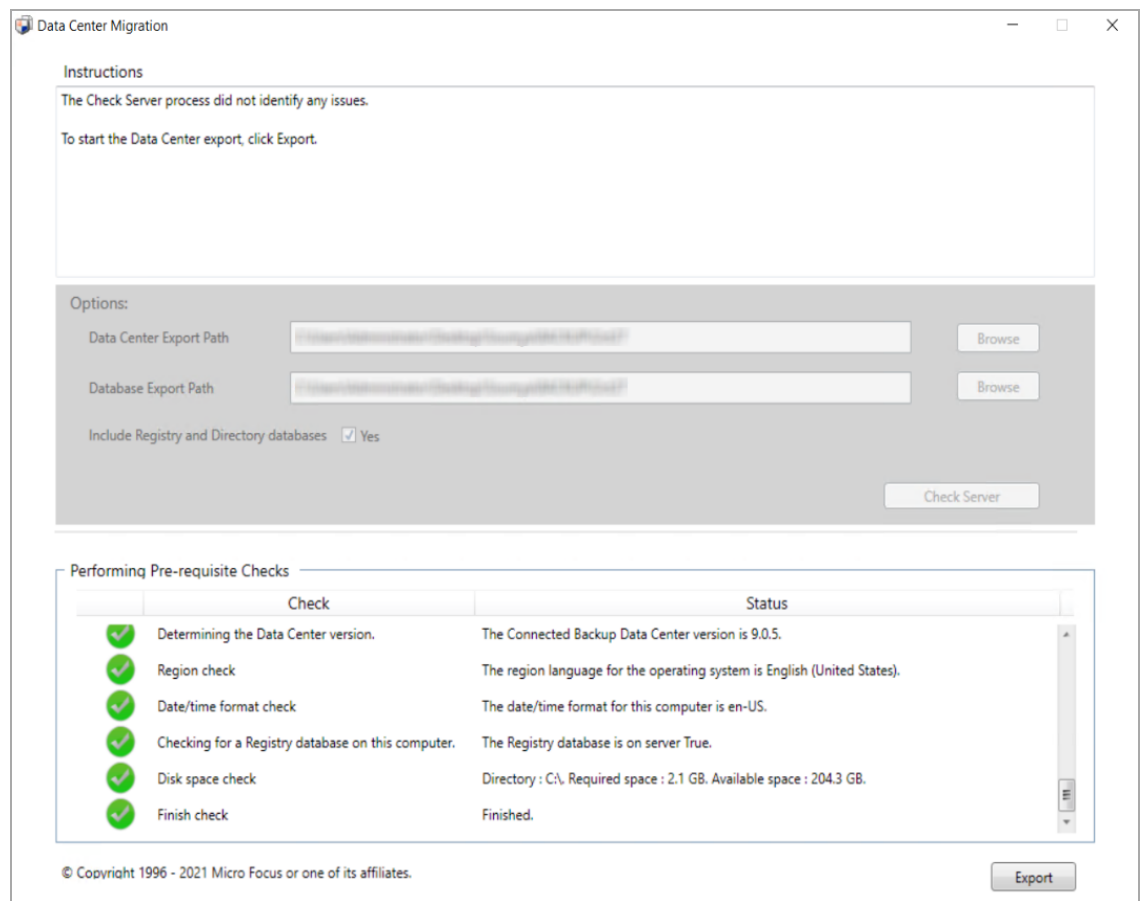 Data Center Migration
Instructions
The Check Server process did not identify any issues.
To start the Data Center export, click Export.
Options:
Data Center Export Path
Browse
Database Export Path
Browse
Include Registry and Directory databases Yes
Check Server
Performing Pre-requisite Checks
Check Status
Determining the Data Center version. The Connected Backup Data Center version is 9.0.5.
Region check The region language for the operating system is English (United States).
Date/time format check The date/time format for this computer is en-US.
Checking for a Registry database on this computer. The Registry database is on server True.
Disk space check Directory : C:\, Required space : 2.1 GB. Available space : 204.3 GB.
Finish check Finished.
© Copyright 1996 - 2021 Micro Focus or one of its affiliates.
Export